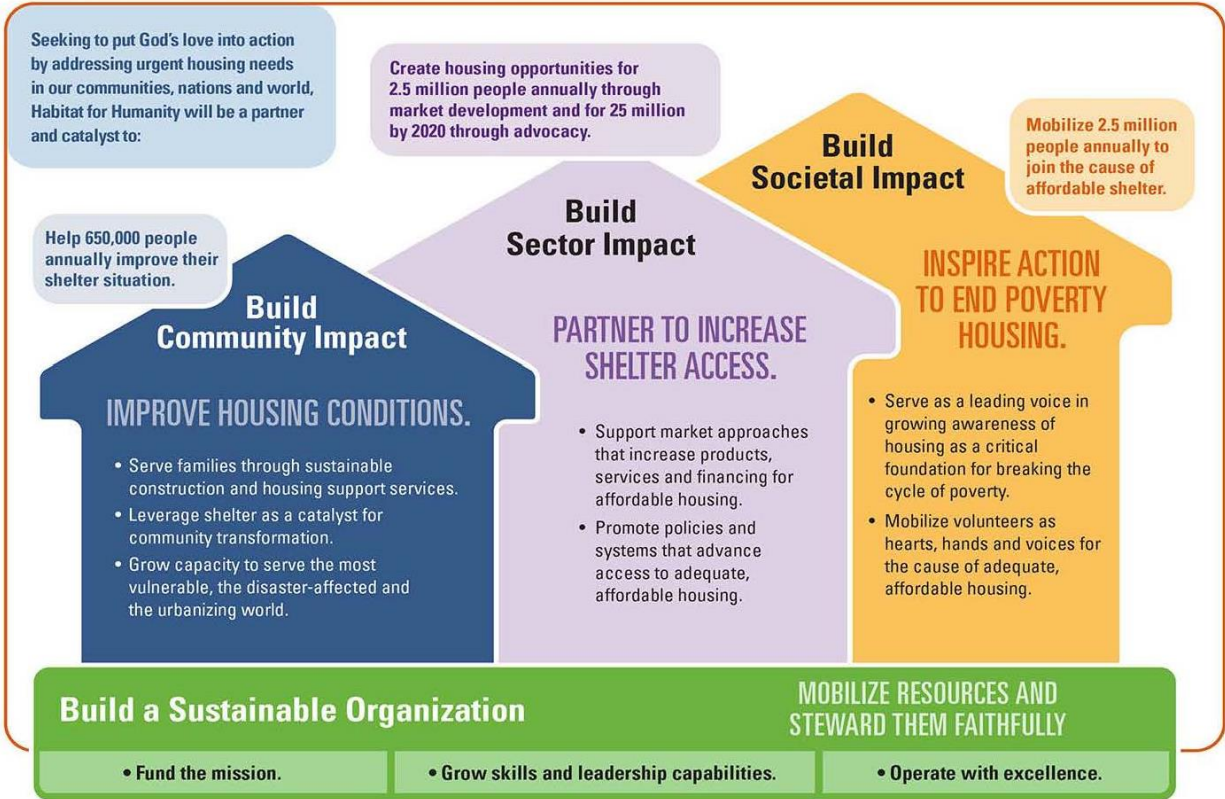 Seeking to put God's love into action
by addressing urgent housing needs
in our communities, nations and world,
Habitat for Humanity will be a partner
and catalyst to:
Help 650,000 people
annually improve their
shelter situation.
Build
Community Impact
IMPROVE HOUSING CONDITIONS.
• Serve families through sustainable
construction and housing support services.
• Leverage shelter as a catalyst for
community transformation.
• Grow capacity to serve the most
vulnerable, the disaster-affected and
the urbanizing world.
Create housing opportunities for
2.5 million people annually through
market development and for 25 million
by 2020 through advocacy.
Build
Sector Impact
PARTNER TO INCREASE
SHELTER ACCESS.
• Support market approaches
that increase products,
services and financing for
affordable housing.
• Promote policies and
systems that advance
access to adequate,
affordable housing.
Mobilize 2.5 million
people annually to
join the cause of
affordable shelter.
Build
Societal Impact
INSPIRE ACTION
TO END POVERTY
HOUSING.
• Serve as a leading voice in
growing awareness of
housing as a critical
foundation for breaking the
cycle of poverty.
• Mobilize volunteers as
hearts, hands and voices for
the cause of adequate,
affordable housing.
Build a Sustainable Organization
MOBILIZE RESOURCES AND
STEWARD THEM FAITHFULLY
• Fund the mission.
• Grow skills and leadership capabilities.
• Operate with excellence.